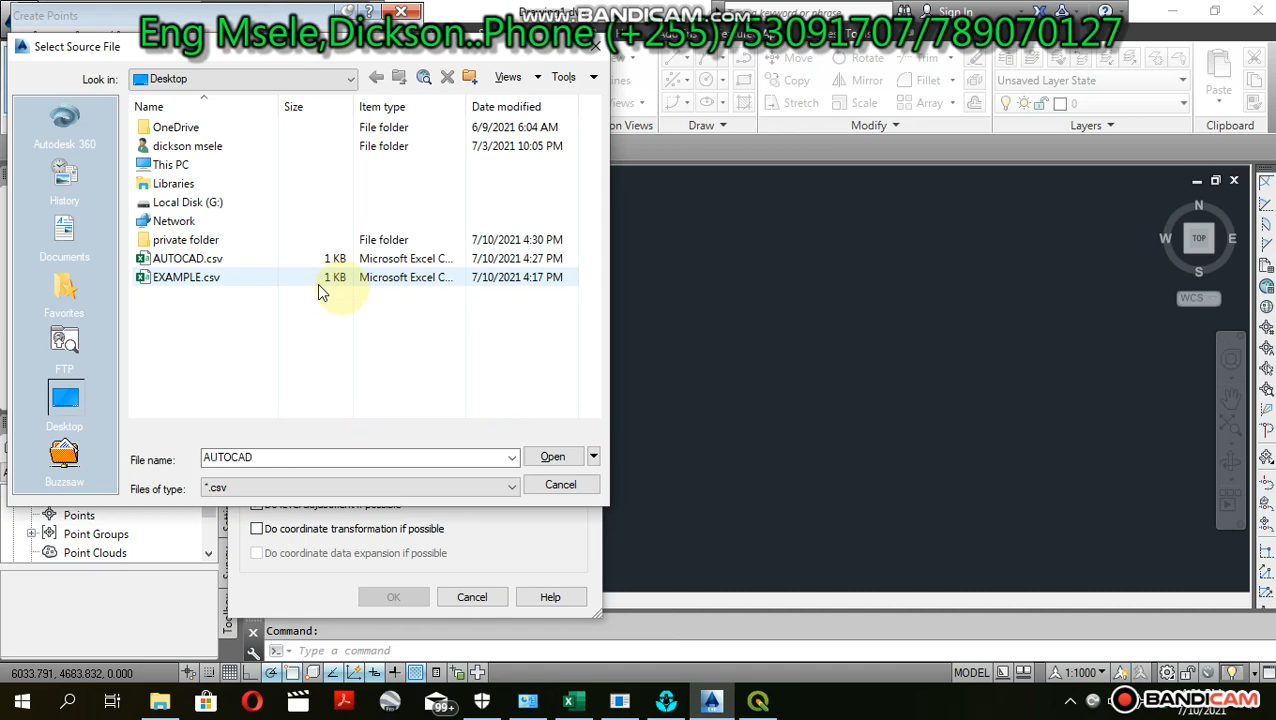 Create Points
www.BANDICAM.com
Sign In
Eng Msele,Dickson..Phone (+255)753091707/789070127
Select Source File
Look in:
Desktop
Views
Tools
Move
Rotate
Trim
Unsaved Layer State
Copy
Mirror
Fillet
Stretch
Scale
Array
0
Paste
Draw
Modify
Layers
Clipboard
Name
Size
Item type
Date modified
OneDrive
File folder
6/9/2021 6:04 AM
dickson msele
File folder
7/3/2021 10:05 PM
This PC
Libraries
Local Disk (G:)
Network
private folder
File folder
7/10/2021 4:30 PM
AUTOCAD.csv
1 KB
Microsoft Excel C...
7/10/2021 4:27 PM
EXAMPLE.csv
1 KB
Microsoft Excel C...
7/10/2021 4:17 PM
Autodesk 360
History
Documents
Favorites
FTP
Desktop
Buzzsaw
N
W
TOP
E
S
WCS
File name:
AUTOCAD
Open
Files of type:
*.csv
Cancel
Points
Point Groups
Point Clouds
Do coordinate transformation if possible
Do coordinate data expansion if possible
OK
Cancel
Help
Command:
Type a command
6033.791, 4683.832, 0.000
MODEL
1:1000
99+
BANDICAM
7/10/2021